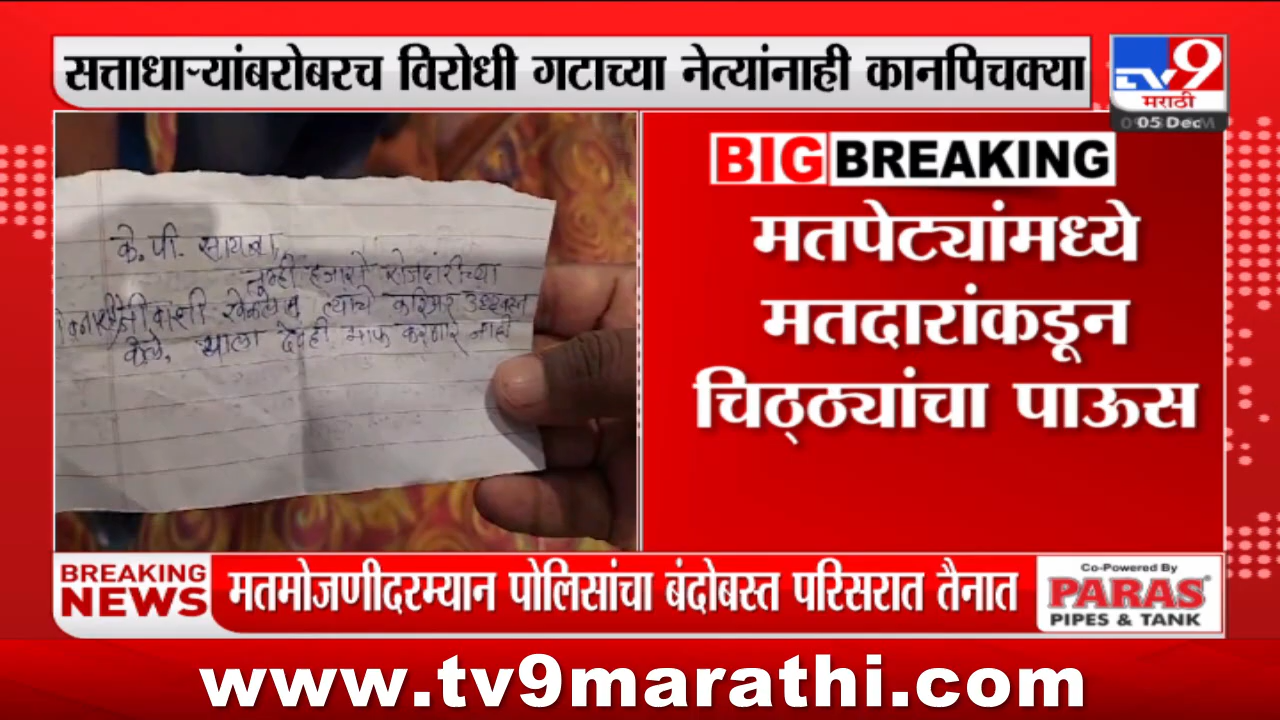 सत्ताधाऱ्यांबरोबरच विरोधी गटाच्या नेत्यांनाही कानपिचक्या
TV9
मराठी
05 Dec
के. पी. सायबा,
तुम्ही हजारो रोजंदारीच्या
त्यांचे करिअर उध्वस्त
केले. याला देवही माफ करणार नाही
BIG BREAKING
मतपेट्यांमध्ये
मतदारांकडून
चिठ्ठ्यांचा पाऊस
BREAKING
NEWS
मतमोजणीदरम्यान पोलिसांचा बंदोबस्त परिसरात तैनात
Co-Powered By
PARAS
PIPES & TANK
www.tv9marathi.com